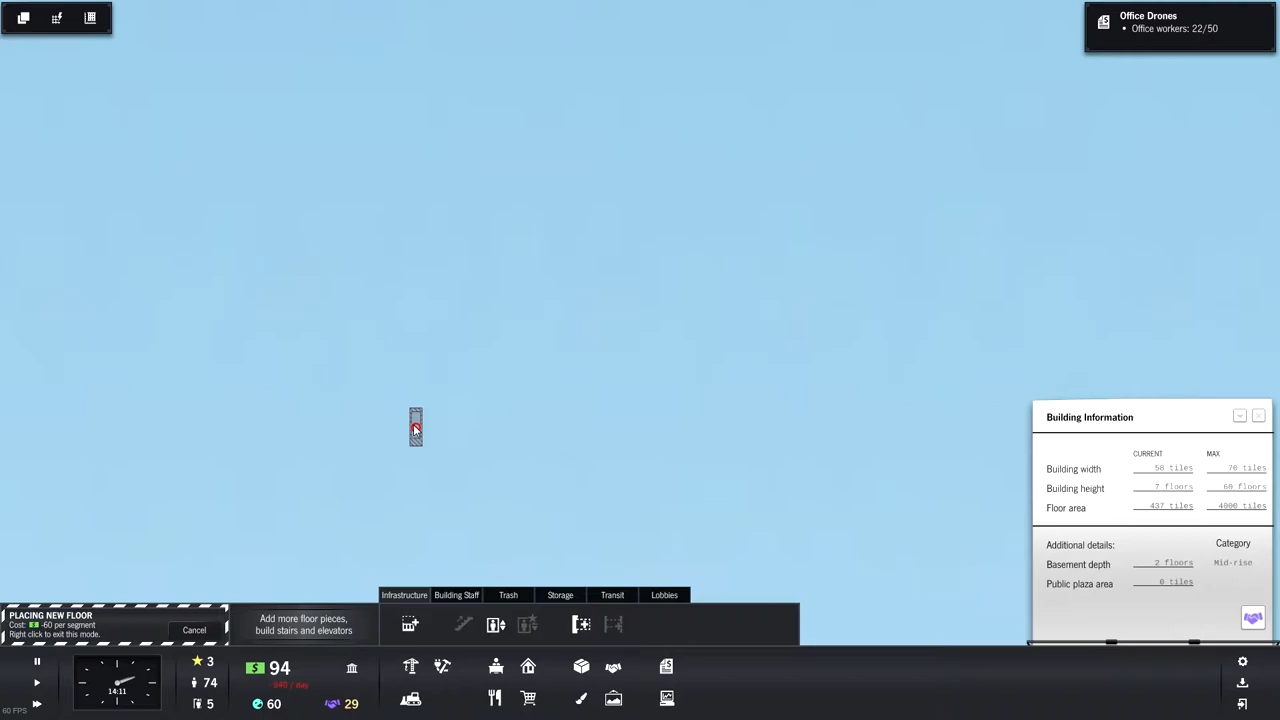 Office Drones
• Office workers: 22/50
Building Information
CURRENT MAX
Building width 58 tiles 70 tiles
Building height 7 floors 60 floors
Floor area 437 tiles 4000 tiles
Additional details: Category
Basement depth 2 floors Mid-rise
Public plaza area 0 tiles
Infrastructure Building Staff Trash Storage Transit Lobbies
PLACING NEW FLOOR
Cost: $ -60 per segment
Right click to exit this mode.
Cancel
Add more floor pieces,
build stairs and elevators
14:11
3
74
5
$ 94
60
29
60 FPS